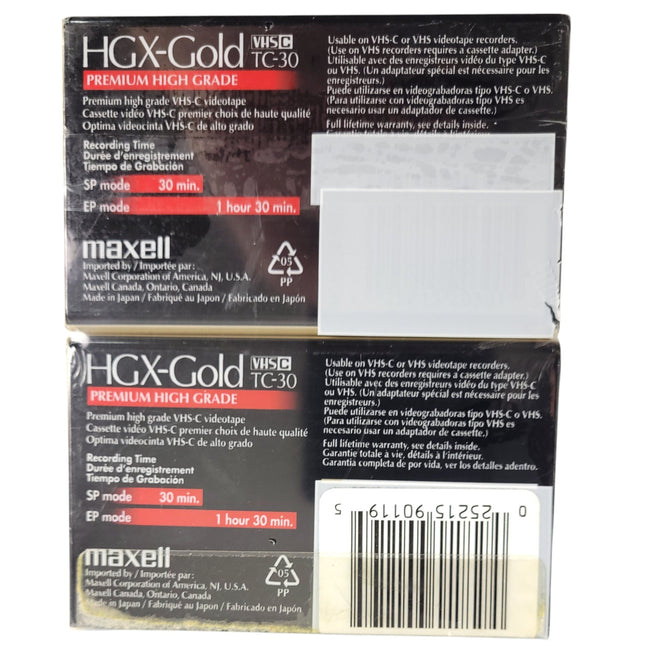 HGX-Gold VHS C TC-30
PREMIUM HIGH GRADE
Premium high grade VHS-C videotape
Cassette vidéo VHS-C premier choix de haute qualité
Optima videocinta VHS-C de alto grado
Recording Time
Durée d'enregistrement
Tiempo de Grabación
SP mode 30 min.
EP mode 1 hour 30 min.
maxell
Imported by / Importée par:
Maxell Corporation of America, NJ, U.S.A.
Maxell Canada, Ontario, Canada
Made in Japan / Fabriqué au Japon / Fabricado en Japón
05
PP
Usable on VHS-C or VHS videotape recorders.
(Use on VHS recorders requires a cassette adapter.)
Utilisable avec des enregistreurs vidéo du type VHS-C
ou VHS. (Un adaptateur spécial est nécessaire pour les
enregistreurs.)
Puede utilizarse en videograbadoras tipo VHS-C o VHS.
(Para utilizar con videograbadoras tipo VHS es
necesario usar un adaptador de cassette.)
Full lifetime warranty, see details inside.
Garantie totale à vie, détails à l'intérieur.
HGX-Gold VHS C TC-30
PREMIUM HIGH GRADE
Premium high grade VHS-C videotape
Cassette vidéo VHS-C premier choix de haute qualité
Optima videocinta VHS-C de alto grado
Recording Time
Durée d'enregistrement
Tiempo de Grabación
SP mode 30 min.
EP mode 1 hour 30 min.
maxell
Imported by / Importée par:
Maxell Corporation of America, NJ, U.S.A.
Maxell Canada, Ontario, Canada
Made in Japan / Fabriqué au Japon / Fabricado en Japón
05
PP
Usable on VHS-C or VHS videotape recorders.
(Use on VHS recorders requires a cassette adapter.)
Utilisable avec des enregistreurs vidéo du type VHS-C
ou VHS. (Un adaptateur spécial est nécessaire pour les
enregistreurs.)
Puede utilizarse en videograbadoras tipo VHS-C o VHS.
(Para utilizar con videograbadoras tipo VHS es
necesario usar un adaptador de cassette.)
Full lifetime warranty, see details inside.
Garantie totale à vie, détails à l'intérieur.
Garantía completa de por vida, ver los detalles adentro.
0 25215 90119 5